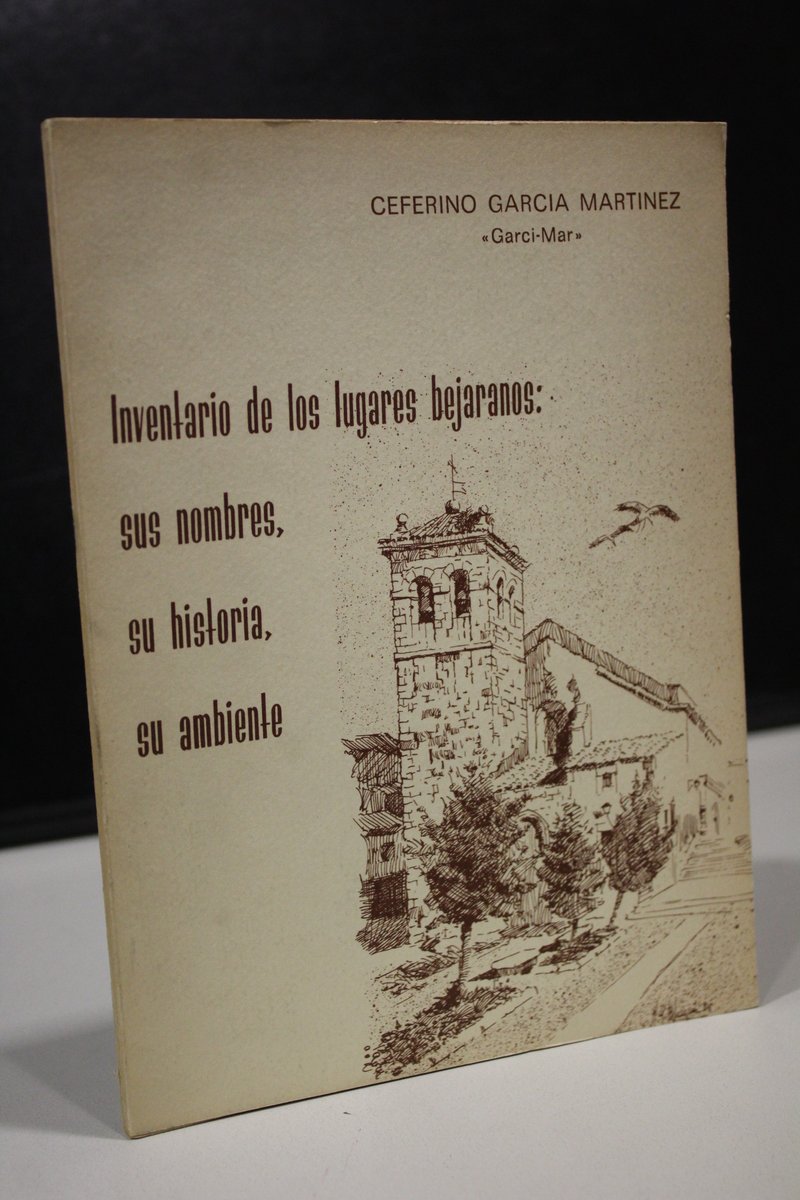 CEFERINO GARCIA MARTINEZ
«Garci-Mar»
Inventario de los lugares bejaranos:
sus nombres,
su historia,
su ambiente